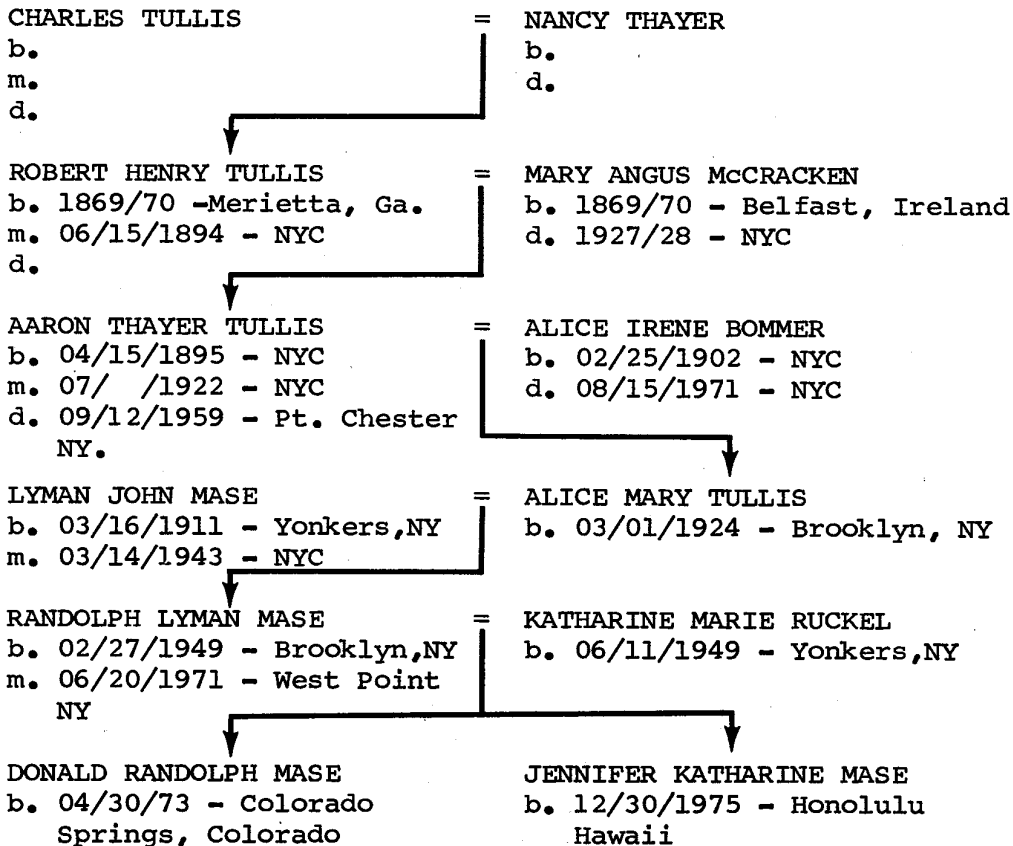 CHARLES TULLIS = NANCY THAYER
b. b.
m. d.
d.
ROBERT HENRY TULLIS = MARY ANGUS McCRACKEN
b. 1869/70 -Merietta, Ga. b. 1869/70 - Belfast, Ireland
m. 06/15/1894 - NYC d. 1927/28 - NYC
d.
AARON THAYER TULLIS = ALICE IRENE BOMMER
b. 04/15/1895 - NYC b. 02/25/1902 - NYC
m. 07/ /1922 - NYC d. 08/15/1971 - NYC
d. 09/12/1959 - Pt. Chester
NY.
LYMAN JOHN MASE = ALICE MARY TULLIS
b. 03/16/1911 - Yonkers,NY b. 03/01/1924 - Brooklyn, NY
m. 03/14/1943 - NYC
RANDOLPH LYMAN MASE = KATHARINE MARIE RUCKEL
b. 02/27/1949 - Brooklyn,NY b. 06/11/1949 - Yonkers,NY
m. 06/20/1971 - West Point
NY
DONALD RANDOLPH MASE JENNIFER KATHARINE MASE
b. 04/30/73 - Colorado b. 12/30/1975 - Honolulu
Springs, Colorado Hawaii